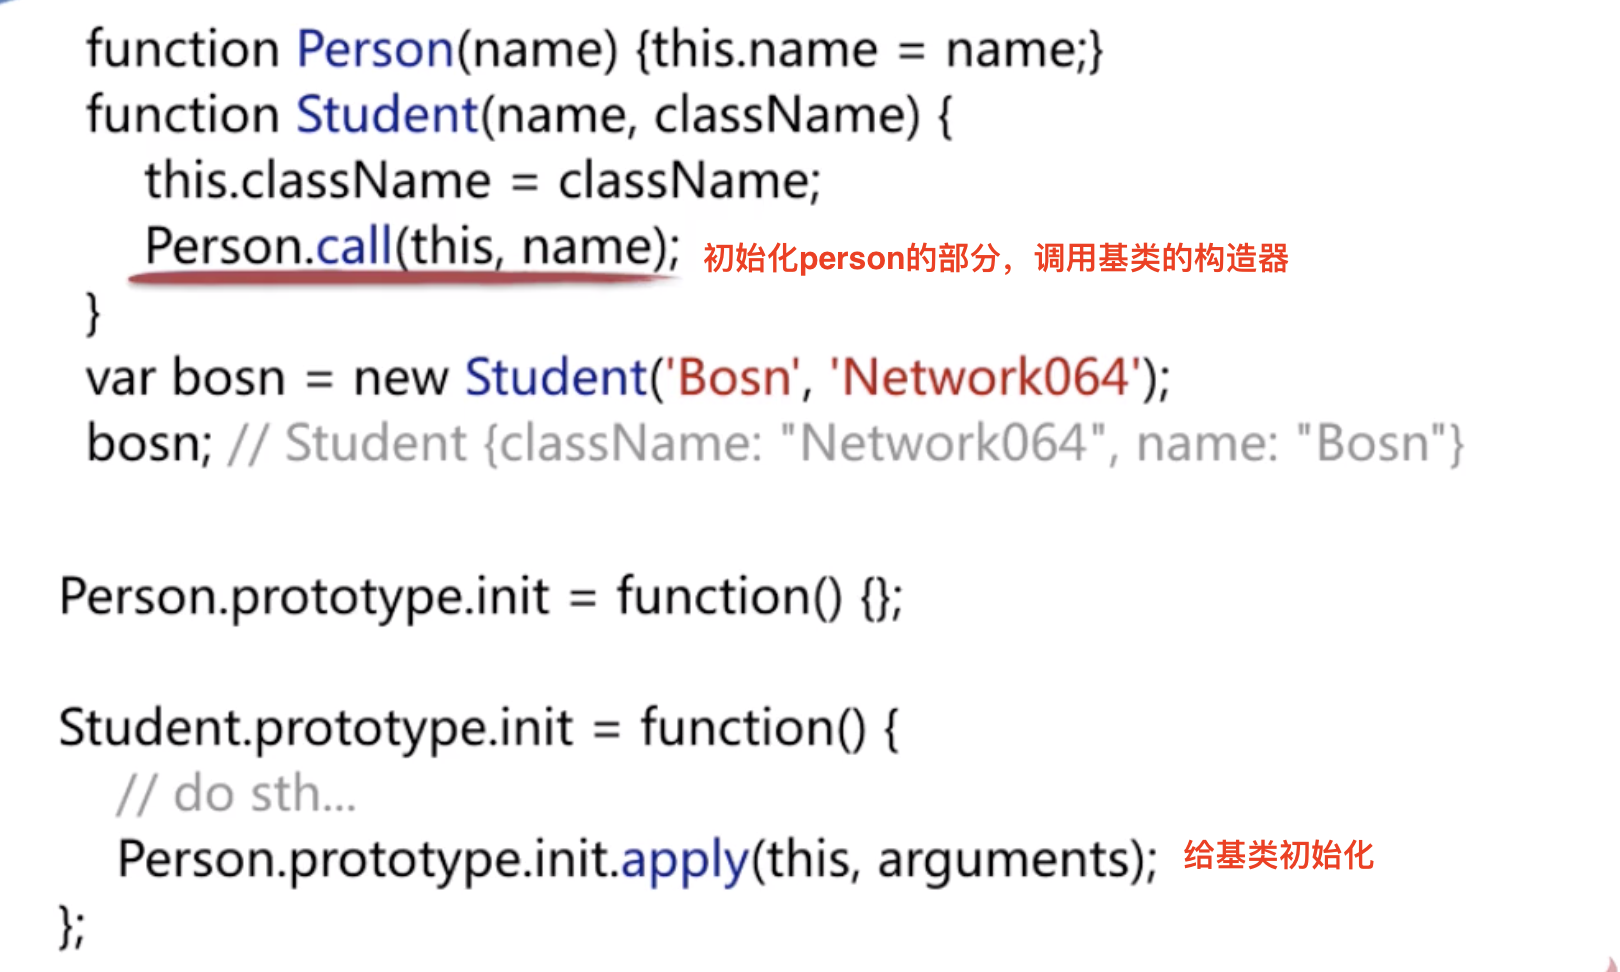 function Person(name) {this.name = name;}
function Student(name, className) {
this.className = className;
Person.call(this, name); 初始化person的部分，调用基类的构造器
}
var bosn = new Student('Bosn', 'Network064');
bosn; // Student {className: "Network064", name: "Bosn"}
Person.prototype.init = function() {};
Student.prototype.init = function() {
// do sth...
Person.prototype.init.apply(this, arguments); 给基类初始化
};